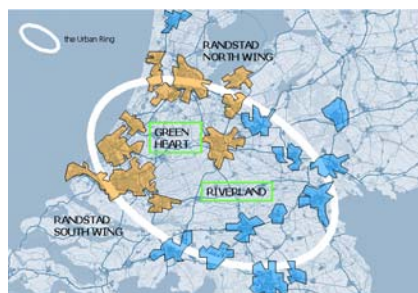 the Urban Ring
RANDSTAD
NORTH WING
GREEN
HEART
RIVERLAND
RANDSTAD
SOUTH WING